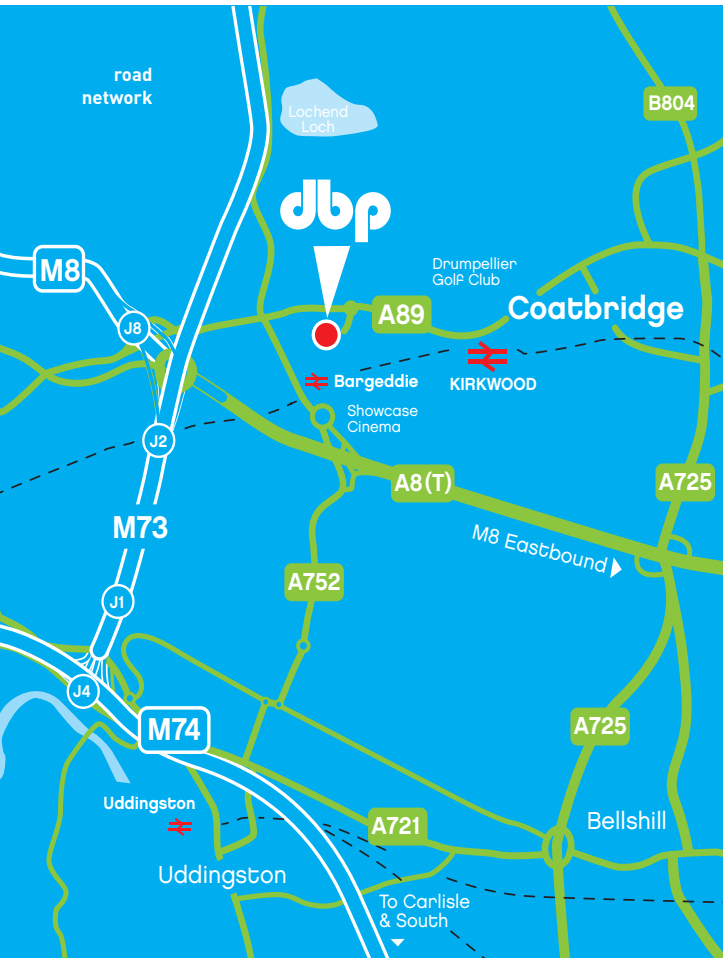 road
network
Lochend
Loch
B804
dbp
M8
Drumpellier
Golf Club
Coatbridge
A89
J8
Bargeddie
KIRKWOOD
Showcase
Cinema
J2
A8(T)
A725
M73
M8 Eastbound
A752
J1
J4
M74
A725
Uddington
A721
Bellshill
Uddingston
To Carlisle
& South